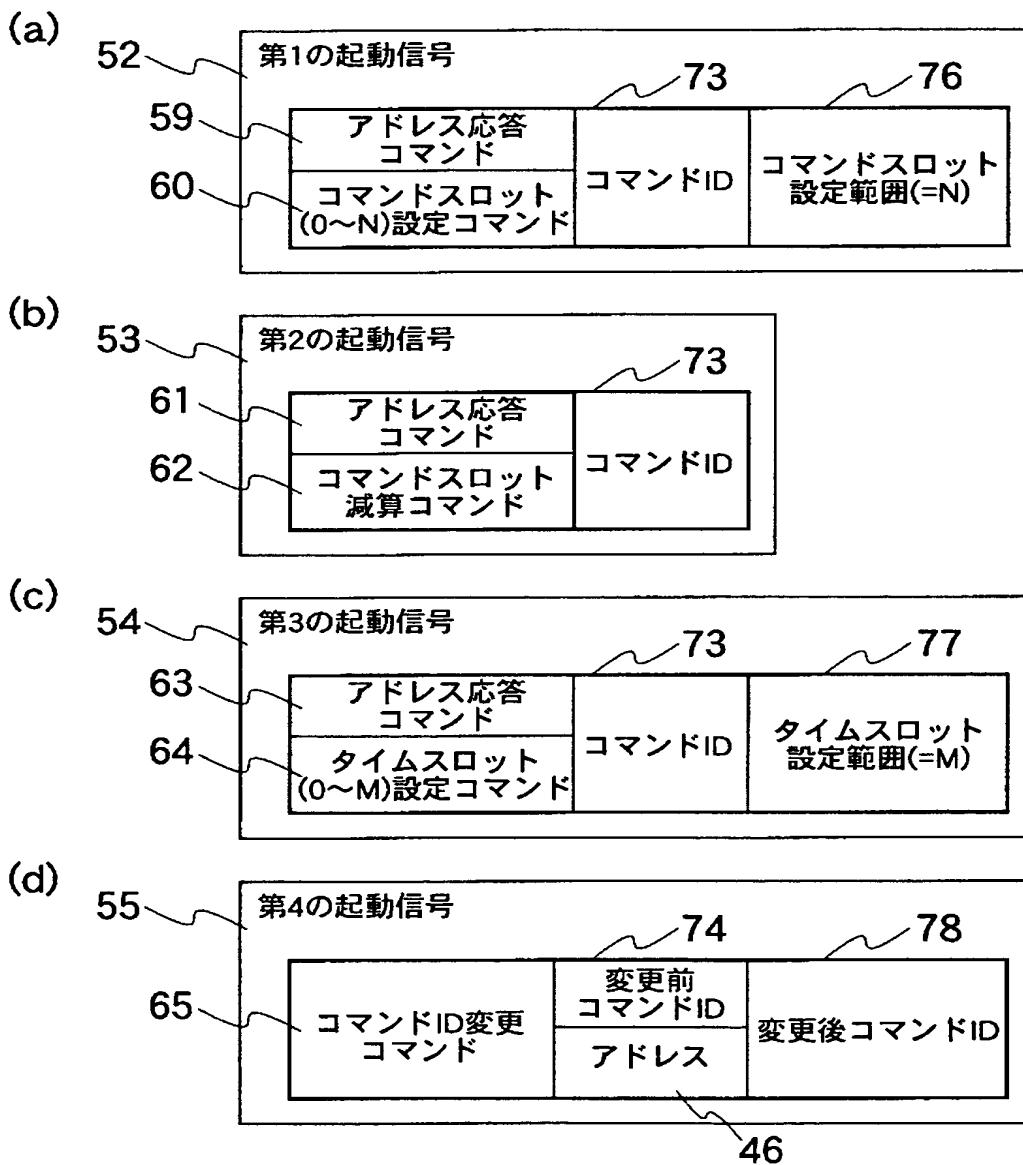 (a)
52
第1の起動信号
73
76
59
アドレス応答
コマンド
60
コマンドスロット
(0〜N)設定コマンド
コマンドID
コマンドスロット
設定範囲(=N)
(b)
53
第2の起動信号
73
61
アドレス応答
コマンド
62
コマンドスロット
減算コマンド
コマンドID
(c)
54
第3の起動信号
73
77
63
アドレス応答
コマンド
64
タイムスロット
(0〜M)設定コマンド
コマンドID
タイムスロット
設定範囲(=M)
(d)
55
第4の起動信号
74
78
65
コマンドID変更
コマンド
変更前
コマンドID
アドレス
変更後コマンドID
46